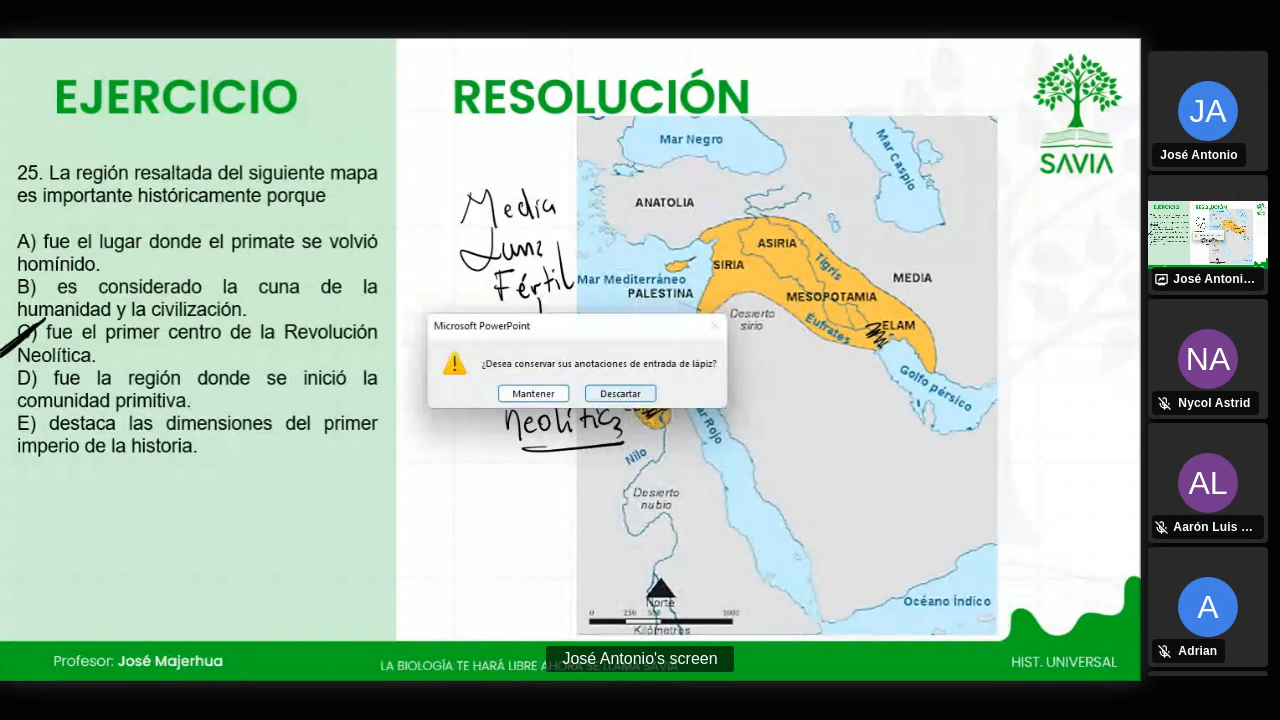 EJERCICIO
RESOLUCIÓN
SAVIA
25. La región resaltada del siguiente mapa
es importante históricamente porque
A) fue el lugar donde el primate se volvió
homínido.
B) es considerado la cuna de la
humanidad y la civilización.
C) fue el primer centro de la Revolución
Neolítica.
D) fue la región donde se inició la
comunidad primitiva.
E) destaca las dimensiones del primer
imperio de la historia.
Media
Luna
Fértil
neolítica
Mar Negro
Mar Caspio
ANATOLIA
ASIRIA
SIRIA
Tigris
MEDIA
Mar Mediterráneo
PALESTINA
MESOPOTAMIA
Desierto
sirio
Éufrates
ELAM
Golfo pérsico
Mar Rojo
Nilo
Desierto
nubio
Norte
0 250 500 1000
Kilómetros
Océano Índico
Microsoft PowerPoint
¿Desea conservar sus anotaciones de entrada de lápiz?
Mantener
Descartar
Profesor: José Majerhua
LA BIOLOGÍA TE HARÁ LIBRE AHORA SE LLAMA SAVIA
José Antonio's screen
HIST. UNIVERSAL
JA
José Antonio
José Antoni...
NA
Nycol Astrid
AL
Aarón Luis ...
A
Adrian